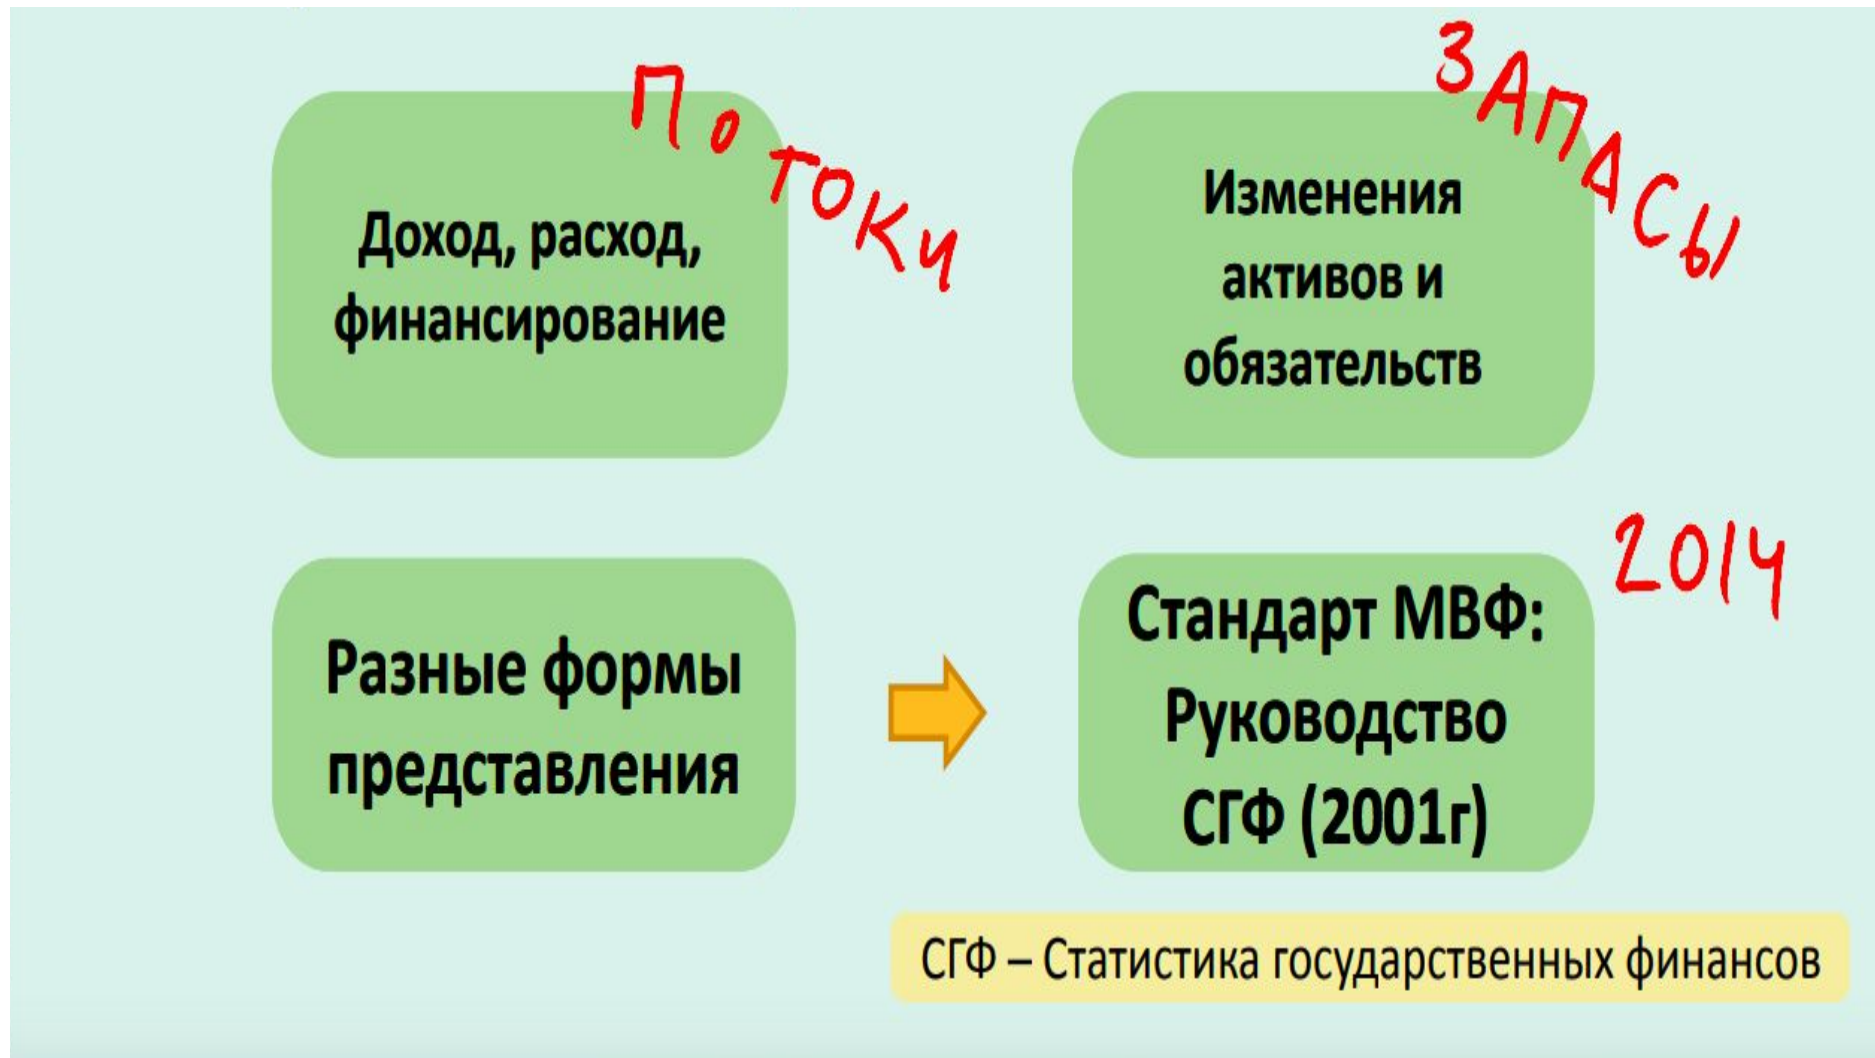 ПОТОКИ
Доход, расход,
финансирование
ЗАПАСЫ
Изменения
активов и
обязательств
Разные формы
представления
2014
Стандарт МВФ:
Руководство
СГФ (2001г)
СГФ – Статистика государственных финансов